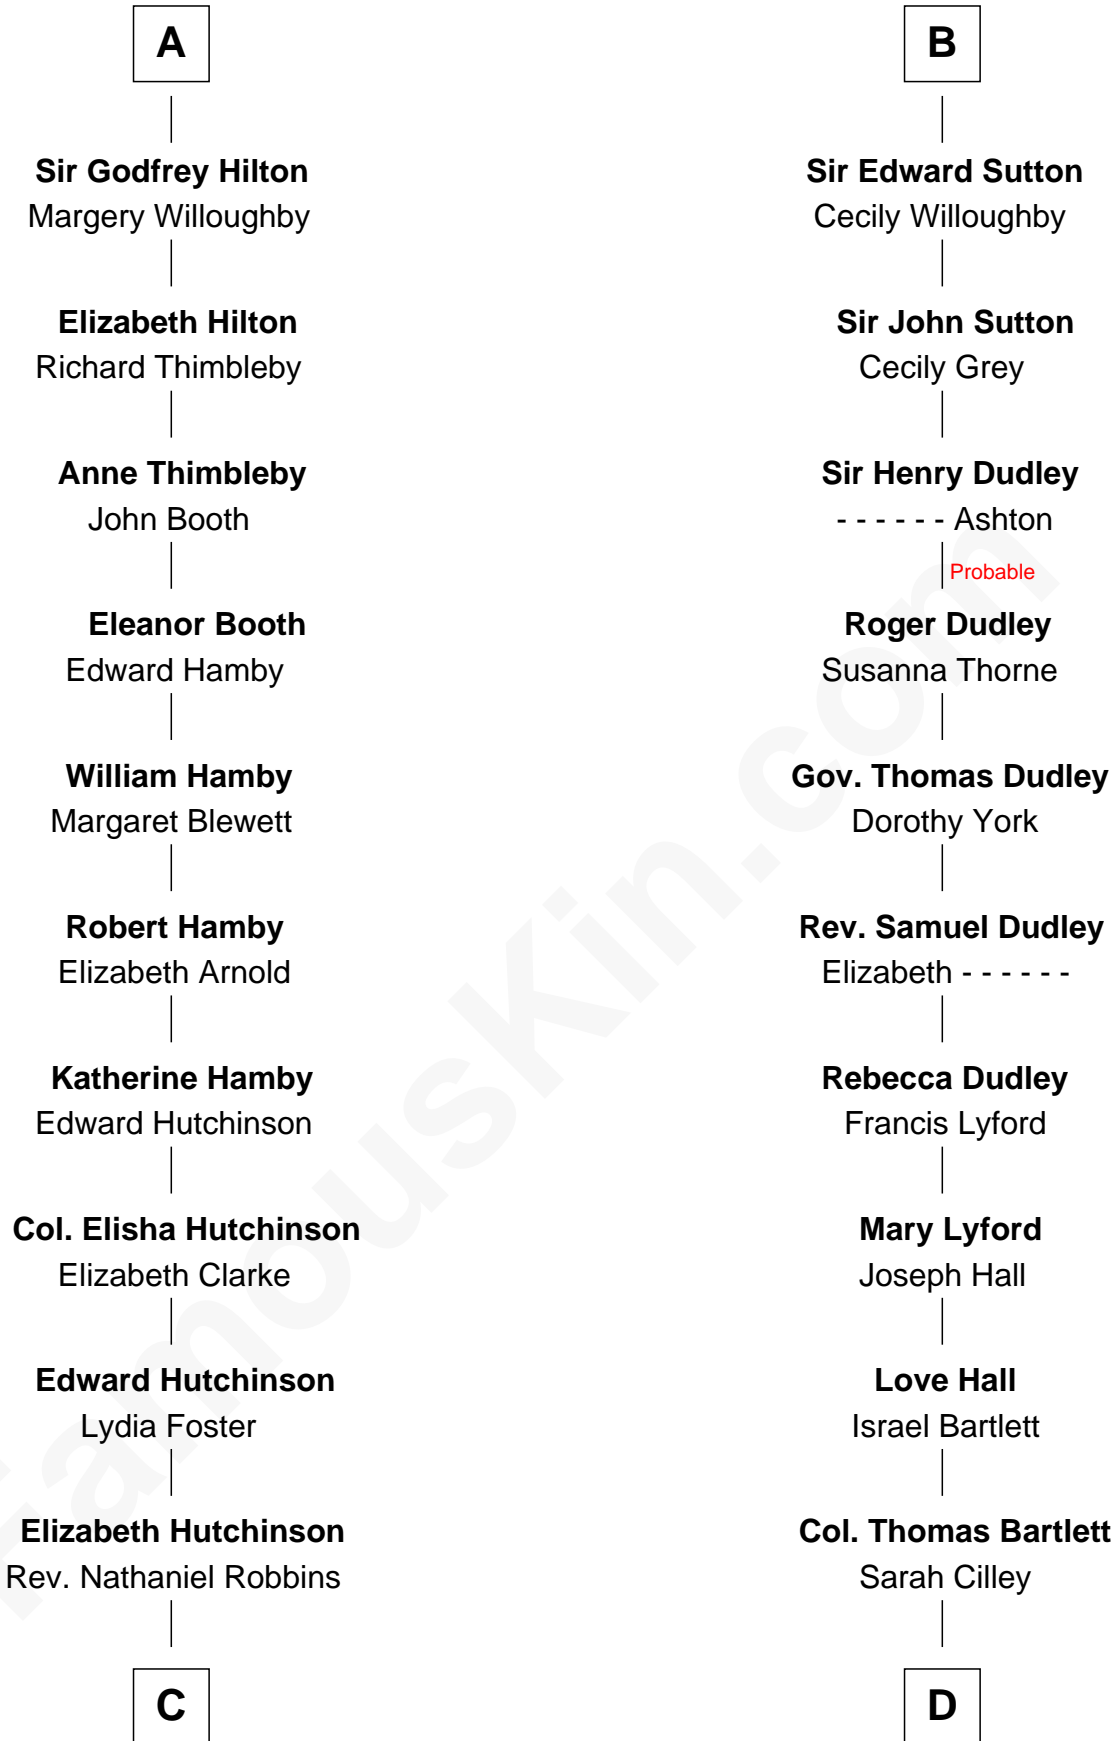 A
Sir Godfrey Hilton
Margery Willoughby
Elizabeth Hilton
Richard Thimbleby
Anne Thimbleby
John Booth
Eleanor Booth
Edward Hamby
William Hamby
Margaret Blewett
Robert Hamby
Elizabeth Arnold
Katherine Hamby
Edward Hutchinson
Col. Elisha Hutchinson
Elizabeth Clarke
Edward Hutchinson
Lydia Foster
Elizabeth Hutchinson
Rev. Nathaniel Robbins
C
B
Sir Edward Sutton
Cecily Willoughby
Sir John Sutton
Cecily Grey
Sir Henry Dudley
- - - - - - Ashton
Probable
Roger Dudley
Susanna Thorne
Gov. Thomas Dudley
Dorothy York
Rev. Samuel Dudley
Elizabeth - - - - - -
Rebecca Dudley
Francis Lyford
Mary Lyford
Joseph Hall
Love Hall
Israel Bartlett
Col. Thomas Bartlett
Sarah Cilley
D
FamousKin.com